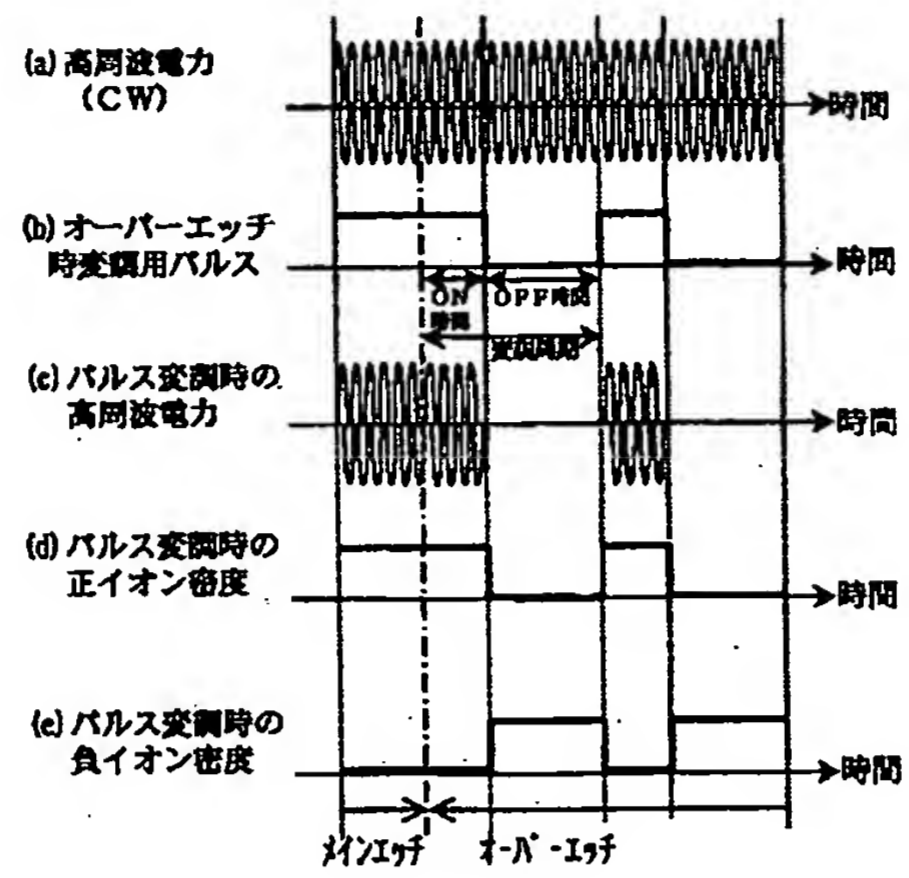 (a) 高周波電力
(CW)
時間
(b) オーバーエッチ
時変調用パルス
時間
ON
時間
OFF時間
変調周期
(c) パルス変調時の
高周波電力
時間
(d) パルス変調時の
正イオン密度
時間
(e) パルス変調時の
負イオン密度
時間
メインエッチ
オーバーエッチ